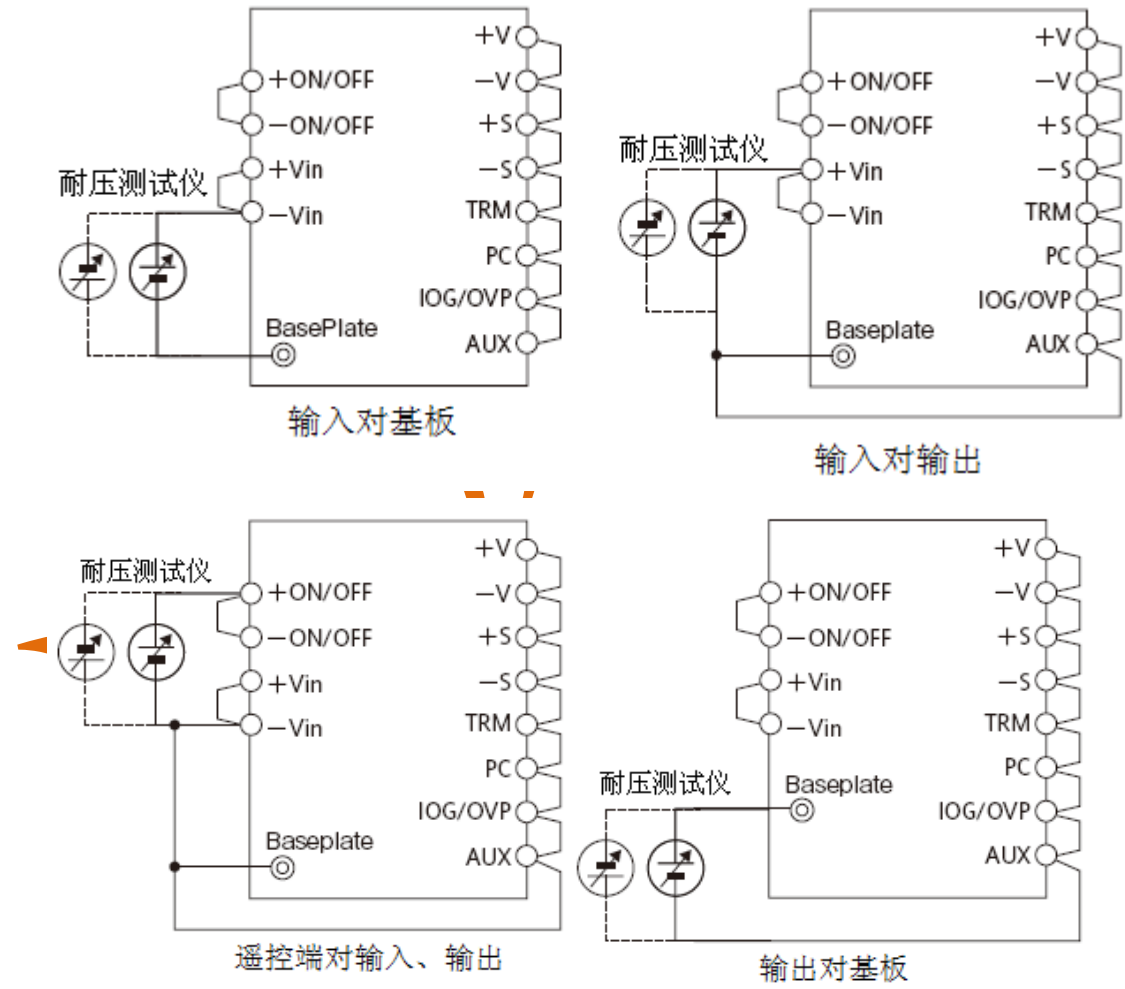 +V
+ON/OFF
−V
−ON/OFF
+S
+Vin
−S
耐压测试仪
−Vin
TRM
PC
IOG/OVP
BasePlate
AUX
输入对基板
+V
+ON/OFF
−V
−ON/OFF
+S
耐压测试仪
+Vin
−S
−Vin
TRM
PC
IOG/OVP
Baseplate
AUX
输入对输出
+V
耐压测试仪
+ON/OFF
−V
−ON/OFF
+S
+Vin
−S
−Vin
TRM
PC
IOG/OVP
Baseplate
AUX
遥控端对输入、输出
+V
+ON/OFF
−V
−ON/OFF
+S
+Vin
−S
−Vin
TRM
PC
耐压测试仪
Baseplate
IOG/OVP
AUX
输出对基板